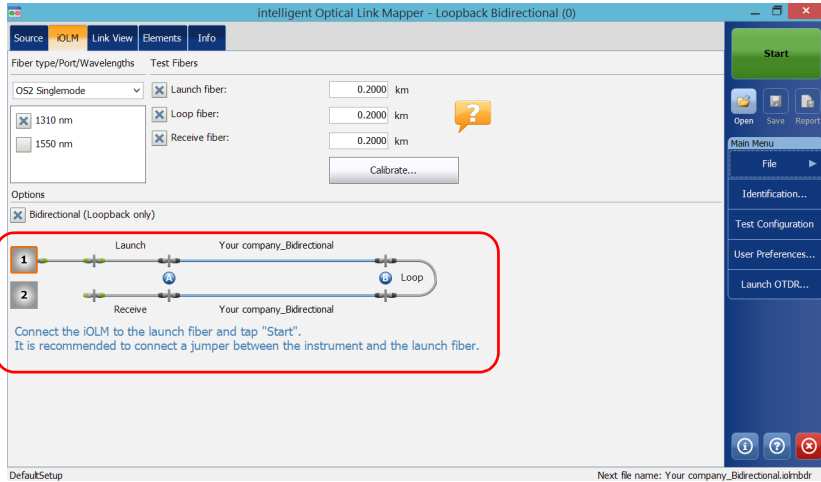 intelligent Optical Link Mapper - Loopback Bidirectional (0)
Source iOLM Link View Elements Info
Fiber type/Port/Wavelengths Test Fibers
OS2 Singlemode
1310 nm
1550 nm
Launch fiber: 0.2000 km
Loop fiber: 0.2000 km
Receive fiber: 0.2000 km
?
Calibrate...
Options
Bidirectional (Loopback only)
Launch Your company_Bidirectional
1
A B Loop
2
Receive Your company_Bidirectional
Connect the iOLM to the launch fiber and tap "Start".
It is recommended to connect a jumper between the instrument and the launch fiber.
Start
Open Save Report
Main Menu
File
Identification...
Test Configuration
User Preferences...
Launch OTDR...
i ? x
DefaultSetup Next file name: Your company_Bidirectional.iolmbdr